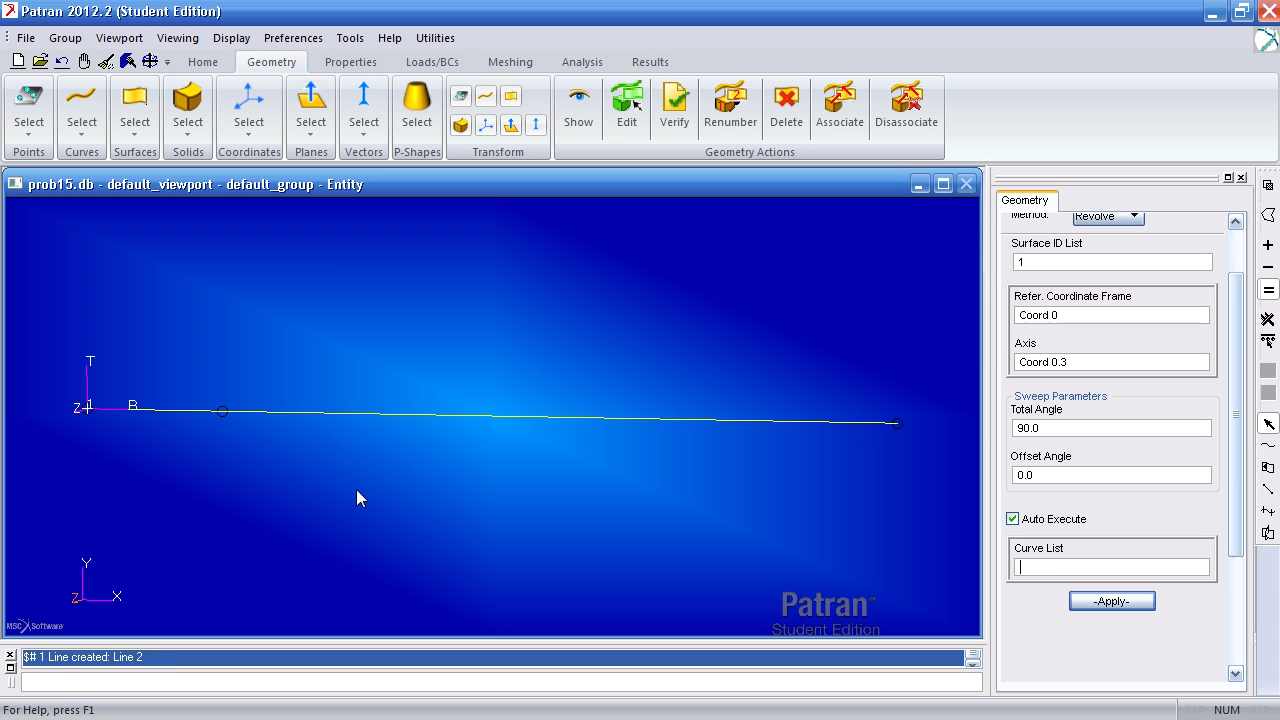 Patran 2012.2 (Student Edition)
File Group Viewport Viewing Display Preferences Tools Help Utilities
Home Geometry Properties Loads/BCs Meshing Analysis Results
Select Select Select Select Select Select Select Select Show Edit Verify Renumber Delete Associate Disassociate
Points Curves Surfaces Solids Coordinates Planes Vectors P-Shapes Transform Geometry Actions
prob15.db - default_viewport - default_group - Entity
Geometry
Method: Revolve
Surface ID List
1
Refer. Coordinate Frame
Coord 0
Axis
Coord 0.3
Sweep Parameters
Total Angle
90.0
Offset Angle
0.0
Auto Execute
Curve List
-Apply-
T
Z 1 B
Y
Z X
MSC Software
Patran™
Student Edition
$# 1 Line created: Line 2
For Help, press F1
NUM